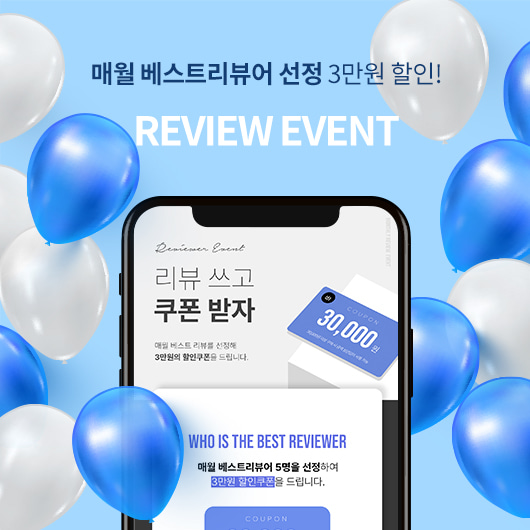 매월 베스트리뷰어 선정 3만원 할인!
REVIEW EVENT
Reviewer Event
리뷰 쓰고
쿠폰 받자
매월 베스트 리뷰를 선정해
3만원의 할인쿠폰을 드립니다.
COUPON
30,000원
WHO IS THE BEST REVIEWER
매월 베스트리뷰어 5명을 선정하여
3만원 할인쿠폰을 드립니다.
COUPON